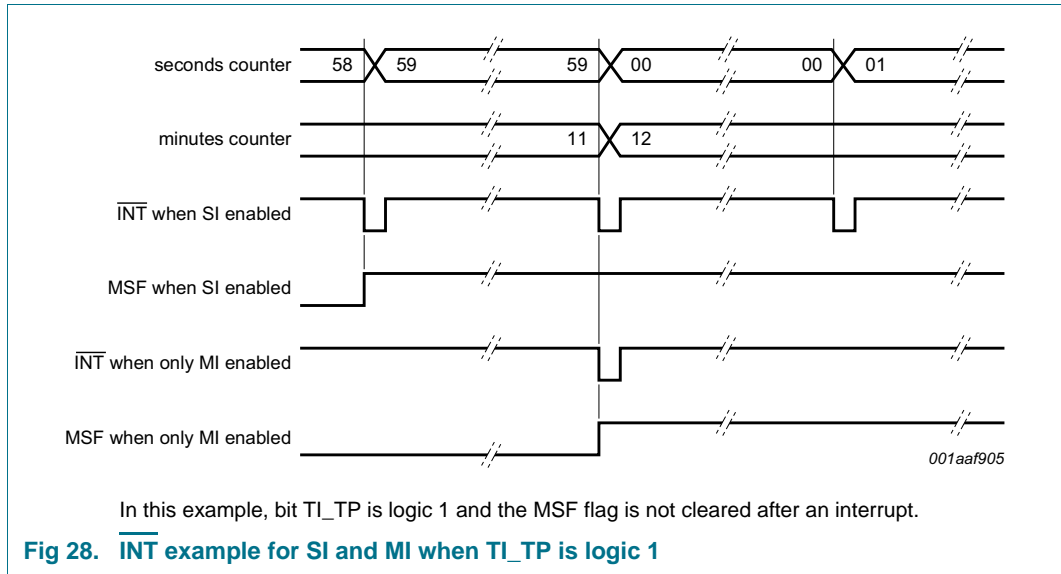 seconds counter 58 59 59 00 00 01
minutes counter 11 12
INT when SI enabled
MSF when SI enabled
INT when only MI enabled
MSF when only MI enabled
001aaf905
In this example, bit TI_TP is logic 1 and the MSF flag is not cleared after an interrupt.
Fig 28. INT example for SI and MI when TI_TP is logic 1